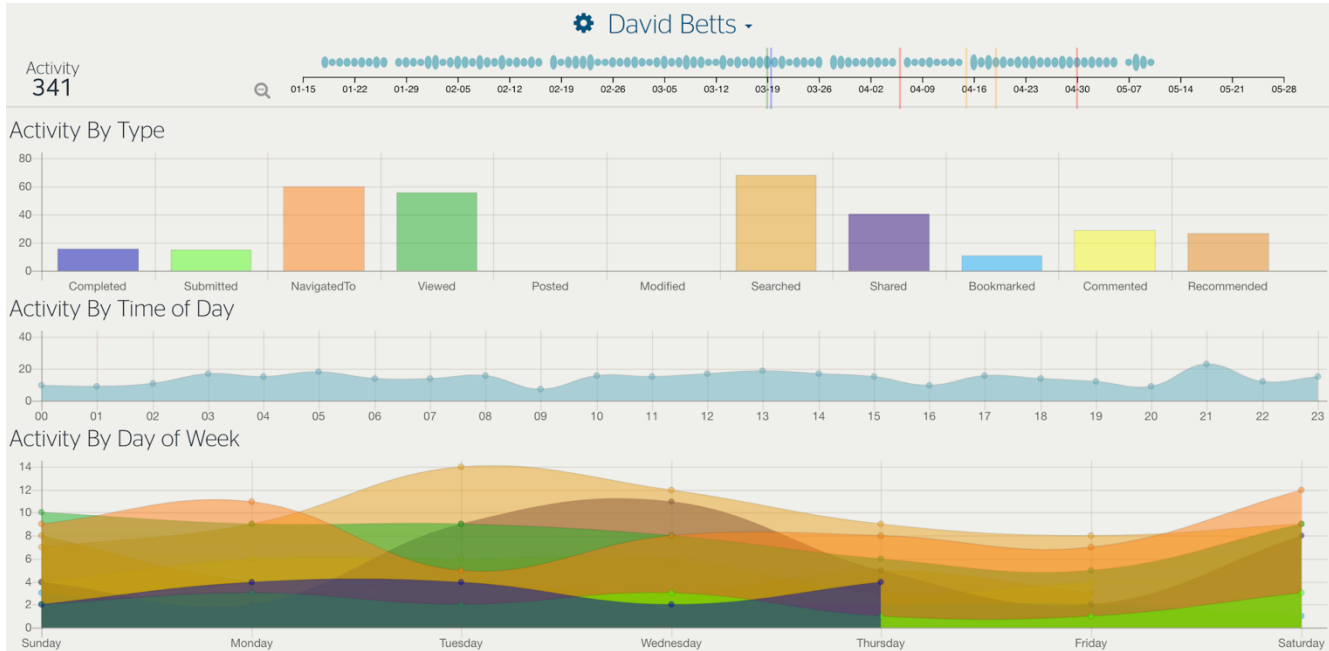 David Betts
Activity
341
01-15 01-22 01-29 02-05 02-12 02-19 02-26 03-05 03-12 03-19 03-26 04-02 04-09 04-16 04-23 04-30 05-07 05-14 05-21 05-28
Activity By Type
80
60
40
20
0
Completed Submitted NavigatedTo Viewed Posted Modified Searched Shared Bookmarked Commented Recommended
Activity By Time of Day
40
20
0
00 01 02 03 04 05 06 07 08 09 10 11 12 13 14 15 16 17 18 19 20 21 22 23
Activity By Day of Week
14
12
10
8
6
4
2
0
Sunday Monday Tuesday Wednesday Thursday Friday Saturday